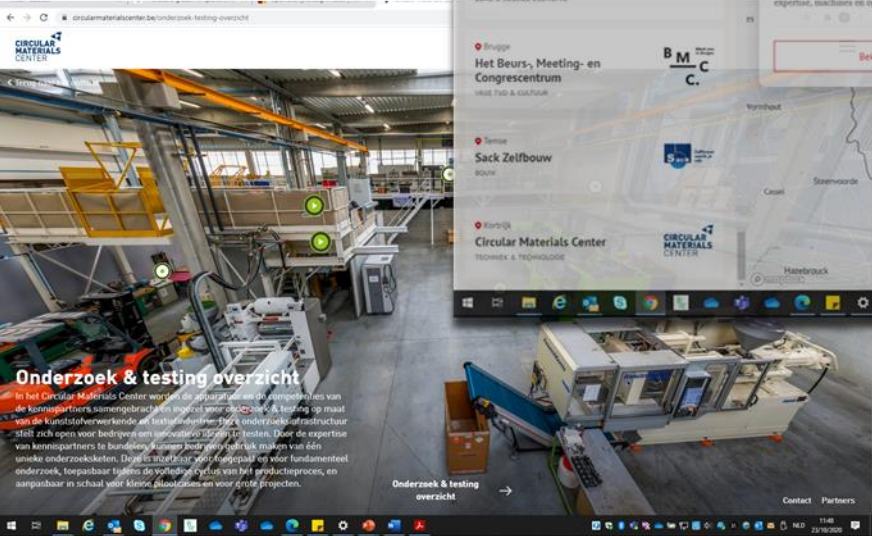 circularmaterialscenter.be/onderzoek-testing-overzicht
CIRCULAR
MATERIALS
CENTER
Onderzoek & testing overzicht
In het Circular Materials Center worden de apparatuur en de competenties van
de kennispartners samengebracht en ingezet voor onderzoek & testing op maat
van de kunststofverwerkende en textielindustrie. Deze onderzoeksinfrastructuur
stelt zich open voor bedrijven om innovatieve ideeën te testen. Door de expertise
van kennispartners te bundelen, kunnen bedrijven gebruik maken van één
unieke onderzoeksketen. Deze is inzetbaar voor toegepast en voor fundamenteel
onderzoek, toepasbaar tijdens de volledige cyclus van het productieproces, en
aanpasbaar in schaal voor kleine pilootcases en voor grote projecten.
Onderzoek & testing
overzicht
Contact Partners
Brugge
Het Beurs-, Meeting- en
Congrescentrum
VRIJE TIJD & CULTUUR
B M C
C.
Temse
Sack Zelfbouw
BOUW
Sack
Kortrijk
Circular Materials Center
TECHNIEK & TECHNOLOGIE
CIRCULAR
MATERIALS
CENTER
expertise, machines en
Wormhout
Cassel
Steenvoorde
Hazebrouck
mapbox
NLD
11:48
23/10/2020